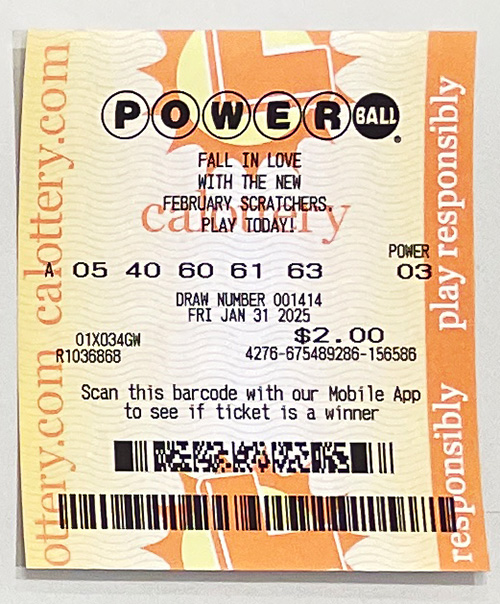 POWERBALL
FALL IN LOVE
WITH THE NEW
FEBRUARY SCRATCHERS.
PLAY TODAY!
calottery
POWER
A 05 40 60 61 63 03
DRAW NUMBER 001414
FRI JAN 31 2025
01X034GW $2.00
R1036868 4276-675489286-156586
Scan this barcode with our Mobile App
to see if ticket is a winner
ottery.com calottery.com
play responsibly
responsibly